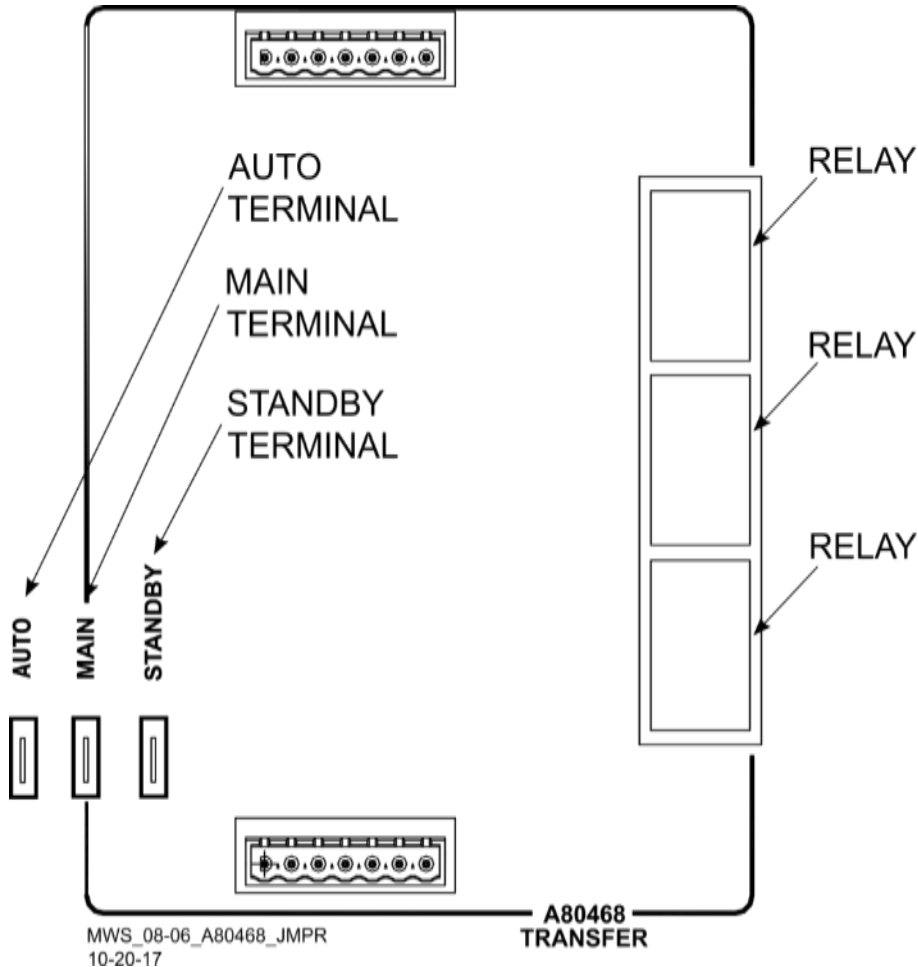 AUTO
TERMINAL
MAIN
TERMINAL
STANDBY
TERMINAL
RELAY
RELAY
RELAY
AUTO
MAIN
STANDBY
A80468
TRANSFER
MWS_08-06_A80468_JMPR
10-20-17